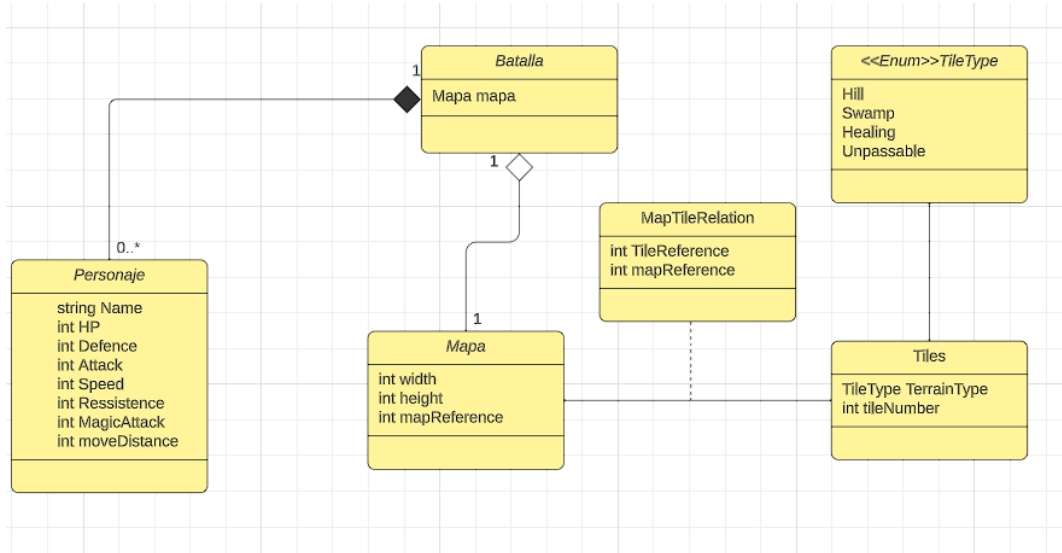 Batalla
1
Mapa mapa
1
<<Enum>>TileType
Hill
Swamp
Healing
Unpassable
MapTileRelation
int TileReference
int mapReference
0..*
Personaje
string Name
int HP
int Defence
int Attack
int Speed
int Ressistence
int MagicAttack
int moveDistance
1
Mapa
int width
int height
int mapReference
Tiles
TileType TerrainType
int tileNumber